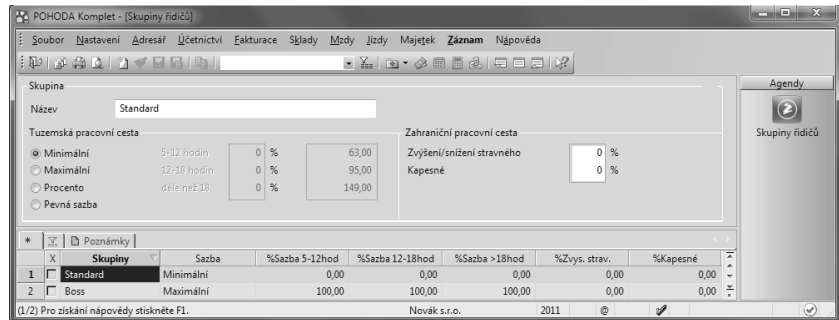 POHODA Komplet - [Skupiny řidičů]
Soubor Nastavení Adresář Účetnictví Fakturace Sklady Mzdy Jízdy Majetek Záznam Nápověda
Skupina
Název Standard
Tuzemská pracovní cesta
Minimální 5-12 hodin 0 % 63,00
Maximální 12-18 hodin 0 % 95,00
Procento déle než 18 0 % 149,00
Pevná sazba
Zahraniční pracovní cesta
Zvýšení/snížení stravného 0 %
Kapesné 0 %
Agendy
Skupiny řidičů
* Poznámky
X Skupiny Sazba %Sazba 5-12hod %Sazba 12-18hod %Sazba >18hod %Zvys. strav. %Kapesné
1 Standard Minimální 0,00 0,00 0,00 0,00 0,00
2 Boss Maximální 100,00 100,00 100,00 0,00 0,00
(1/2) Pro získání nápovědy stiskněte F1. Novák s.r.o. 2011 @